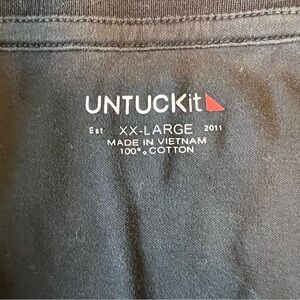 UNTUCKit
Est XX-LARGE 2011
MADE IN VIETNAM
100% COTTON